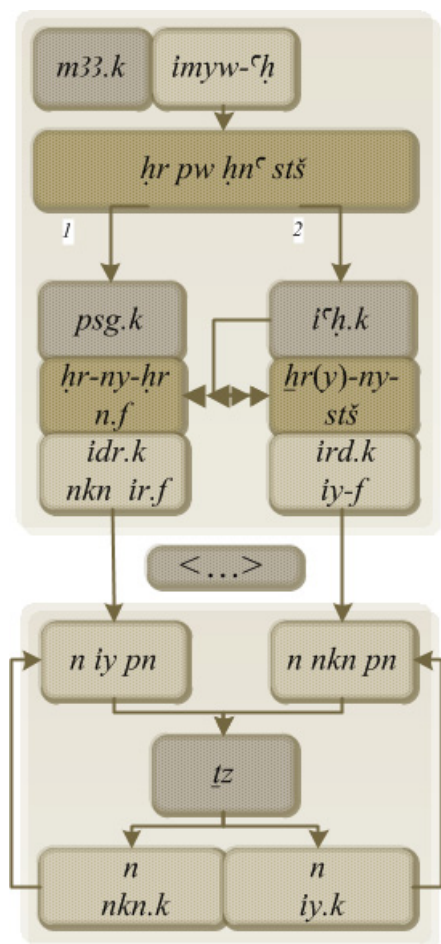 m33.k
imyw-ꜥḥ
ḥr pw ḥnꜥ stš
1
2
psg.k
iꜥḥ.k
ḥr-ny-ḥr
n.f
ẖr(y)-ny-
stš
idr.k
nkn ir.f
ird.k
iy-f
<...>
n iy pn
n nkn pn
ṯz
n
nkn.k
n
iy.k